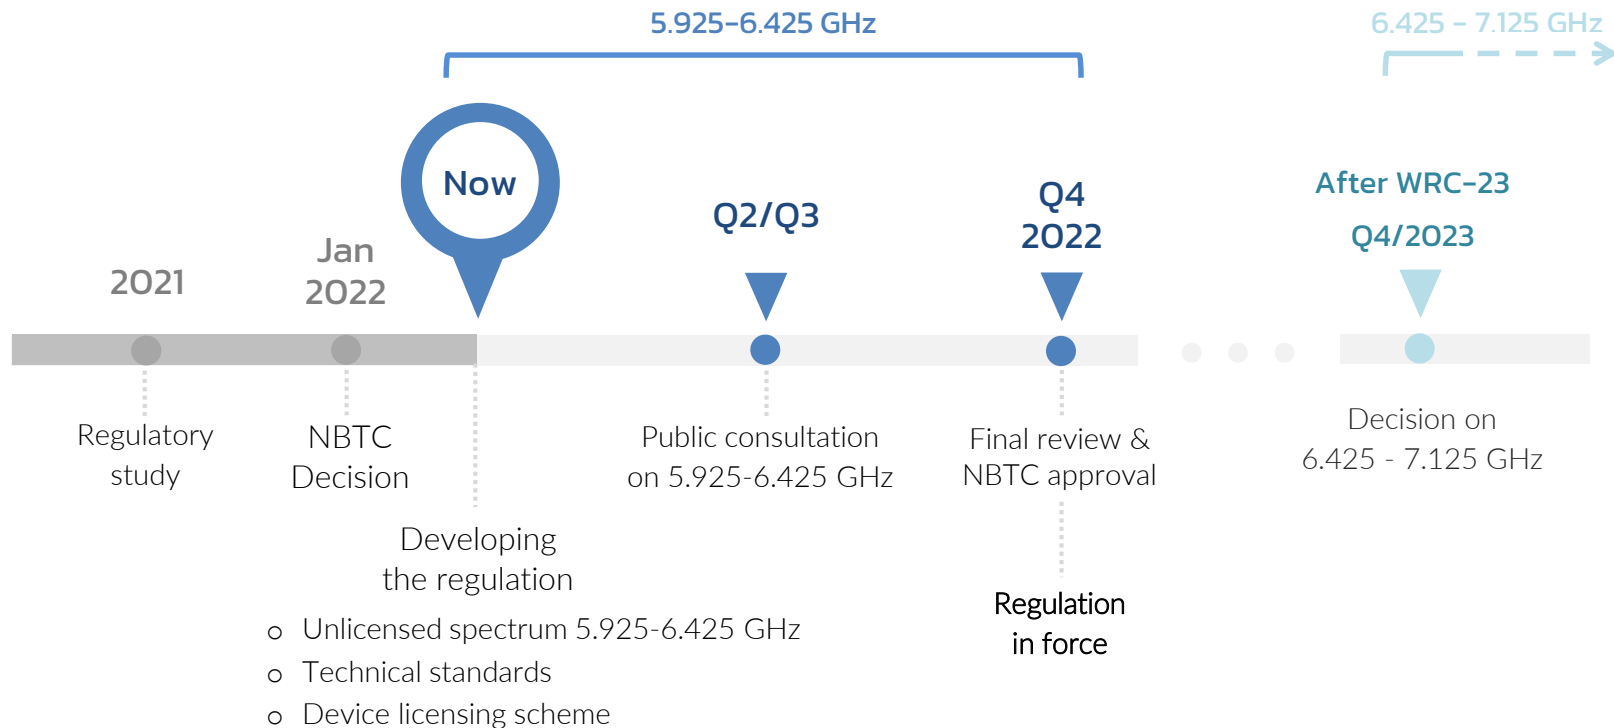 5.925-6.425 GHz
6.425 - 7.125 GHz
Now
Q2/Q3
Q4
2022
After WRC-23
Q4/2023
2021
Jan
2022
Regulatory
study
NBTC
Decision
Developing
the regulation
o Unlicensed spectrum 5.925-6.425 GHz
o Technical standards
o Device licensing scheme
Public consultation
on 5.925-6.425 GHz
Final review &
NBTC approval
Regulation
in force
Decision on
6.425 - 7.125 GHz